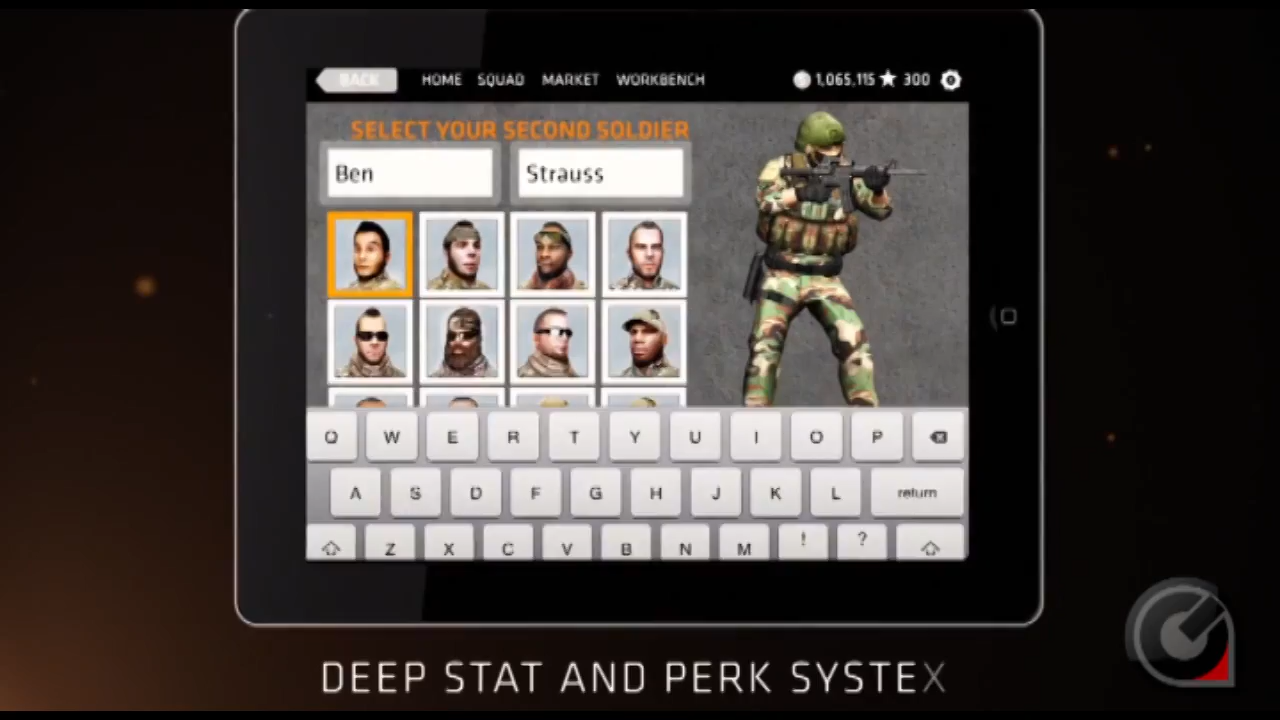 BACK HOME SQUAD MARKET WORKBENCH 1,065,115 300
SELECT YOUR SECOND SOLDIER
Ben Strauss
Q W E R T Y U I O P
A S D F G H J K L return
Z X C V B N M ! ?
DEEP STAT AND PERK SYSTEX